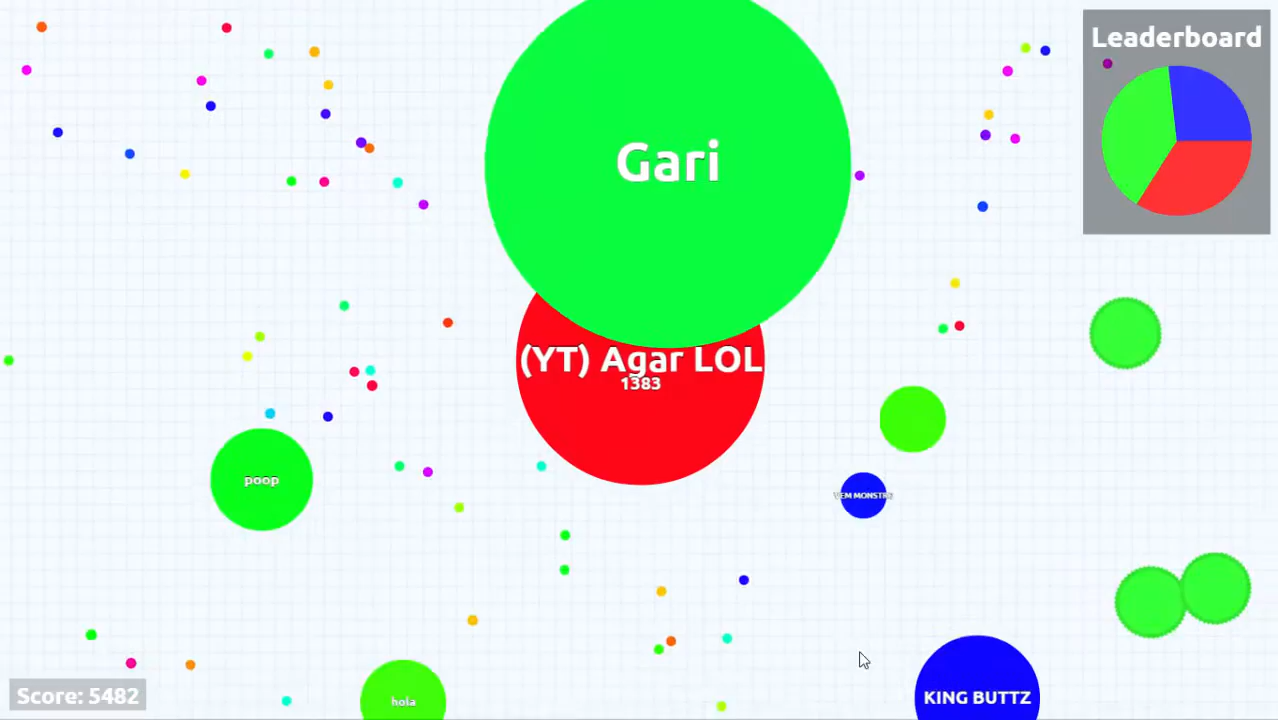 Leaderboard
Gari
(YT) Agar LOL
1383
poop
hola
KING BUTTZ
Score: 5482